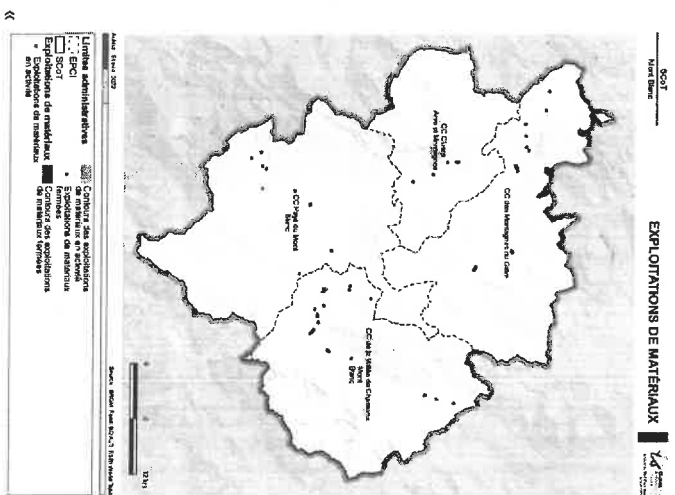 SCoT
Mont Blanc
EXPLOITATIONS DE MATÉRIAUX
CC des Montagnes du Giffre
CC Cluses
Arve et Montagnes
CC Pays du Mont
Blanc
CC de la Vallée de Chamonix
Mont
Blanc
Limites administratives
EPCI
SCoT
Exploitations de matériaux
Exploitations de matériaux
en activité
Contours des exploitations
de matériaux en activité
Exploitations de matériaux
fermées
Contours des exploitations
de matériaux fermées
«